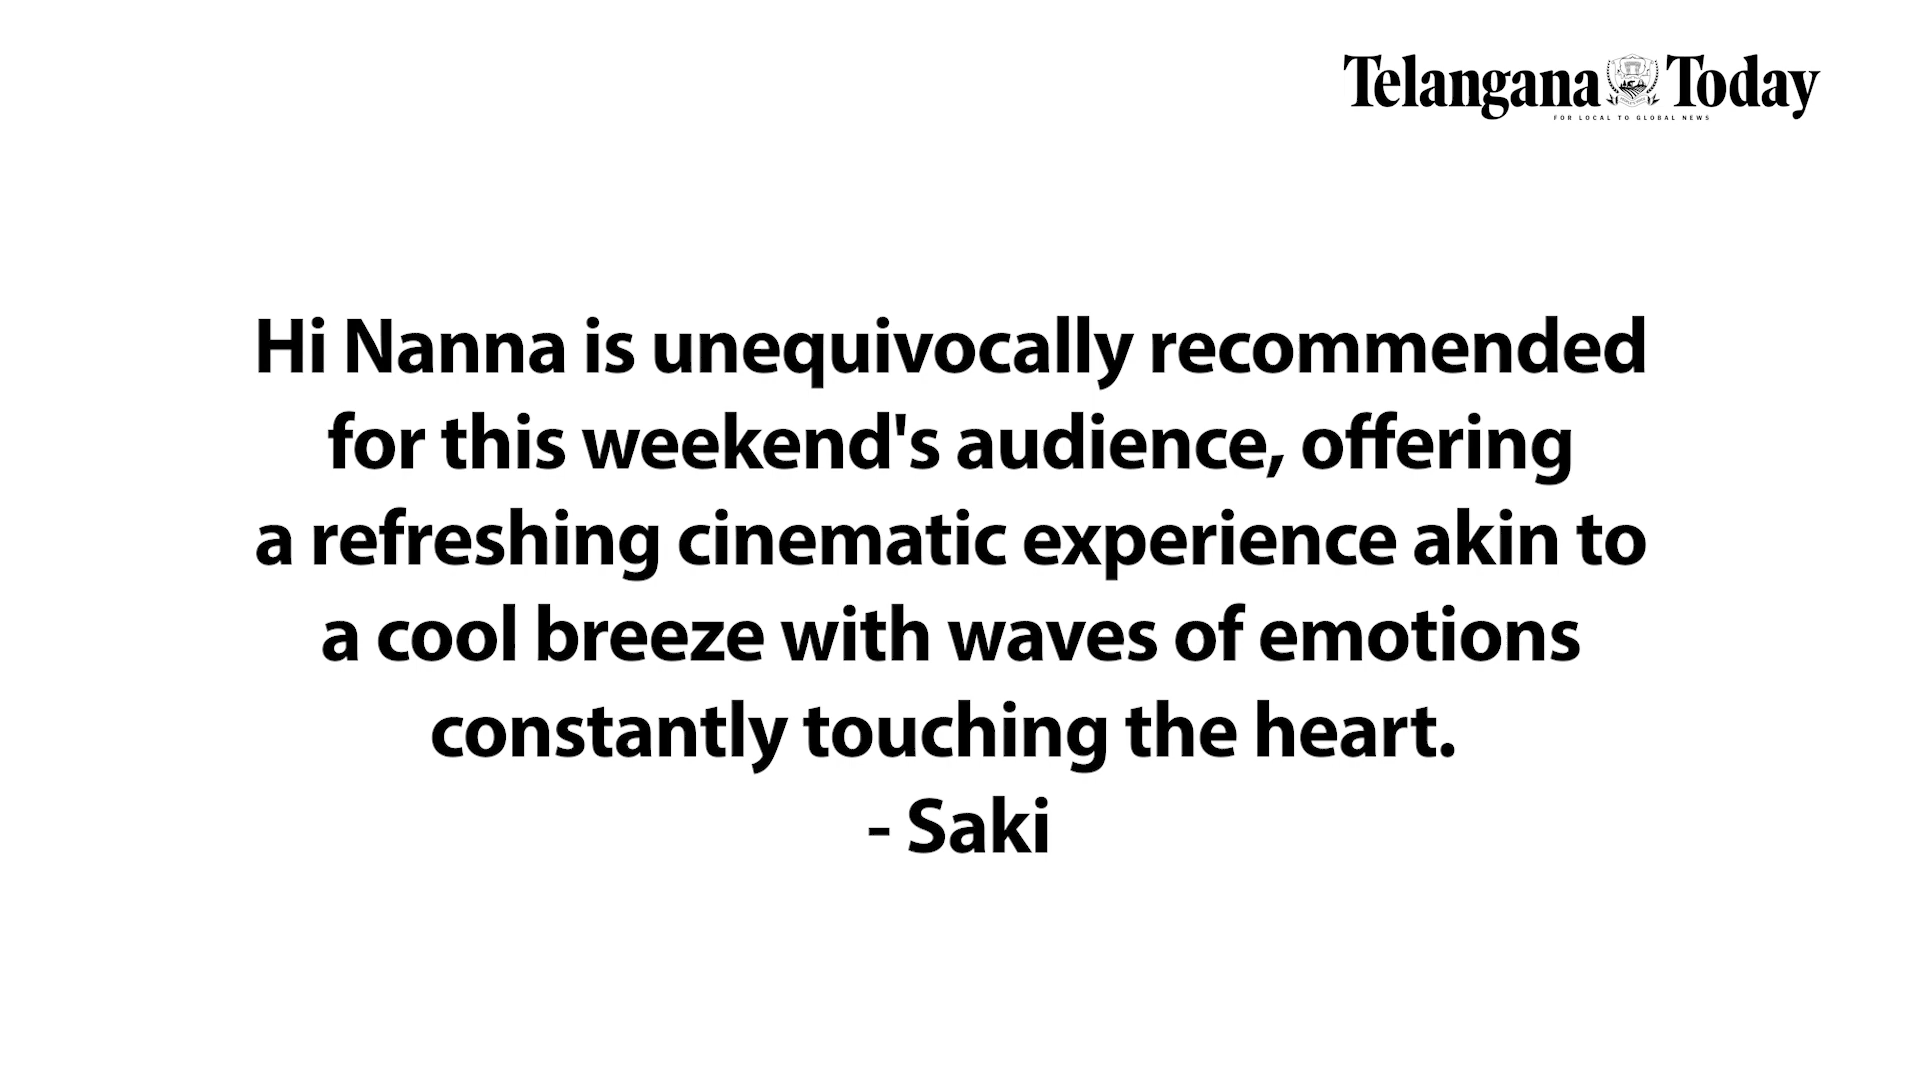 Telangana Today
FOR LOCAL TO GLOBAL NEWS
Hi Nanna is unequivocally recommended
for this weekend's audience, offering
a refreshing cinematic experience akin to
a cool breeze with waves of emotions
constantly touching the heart.
- Saki